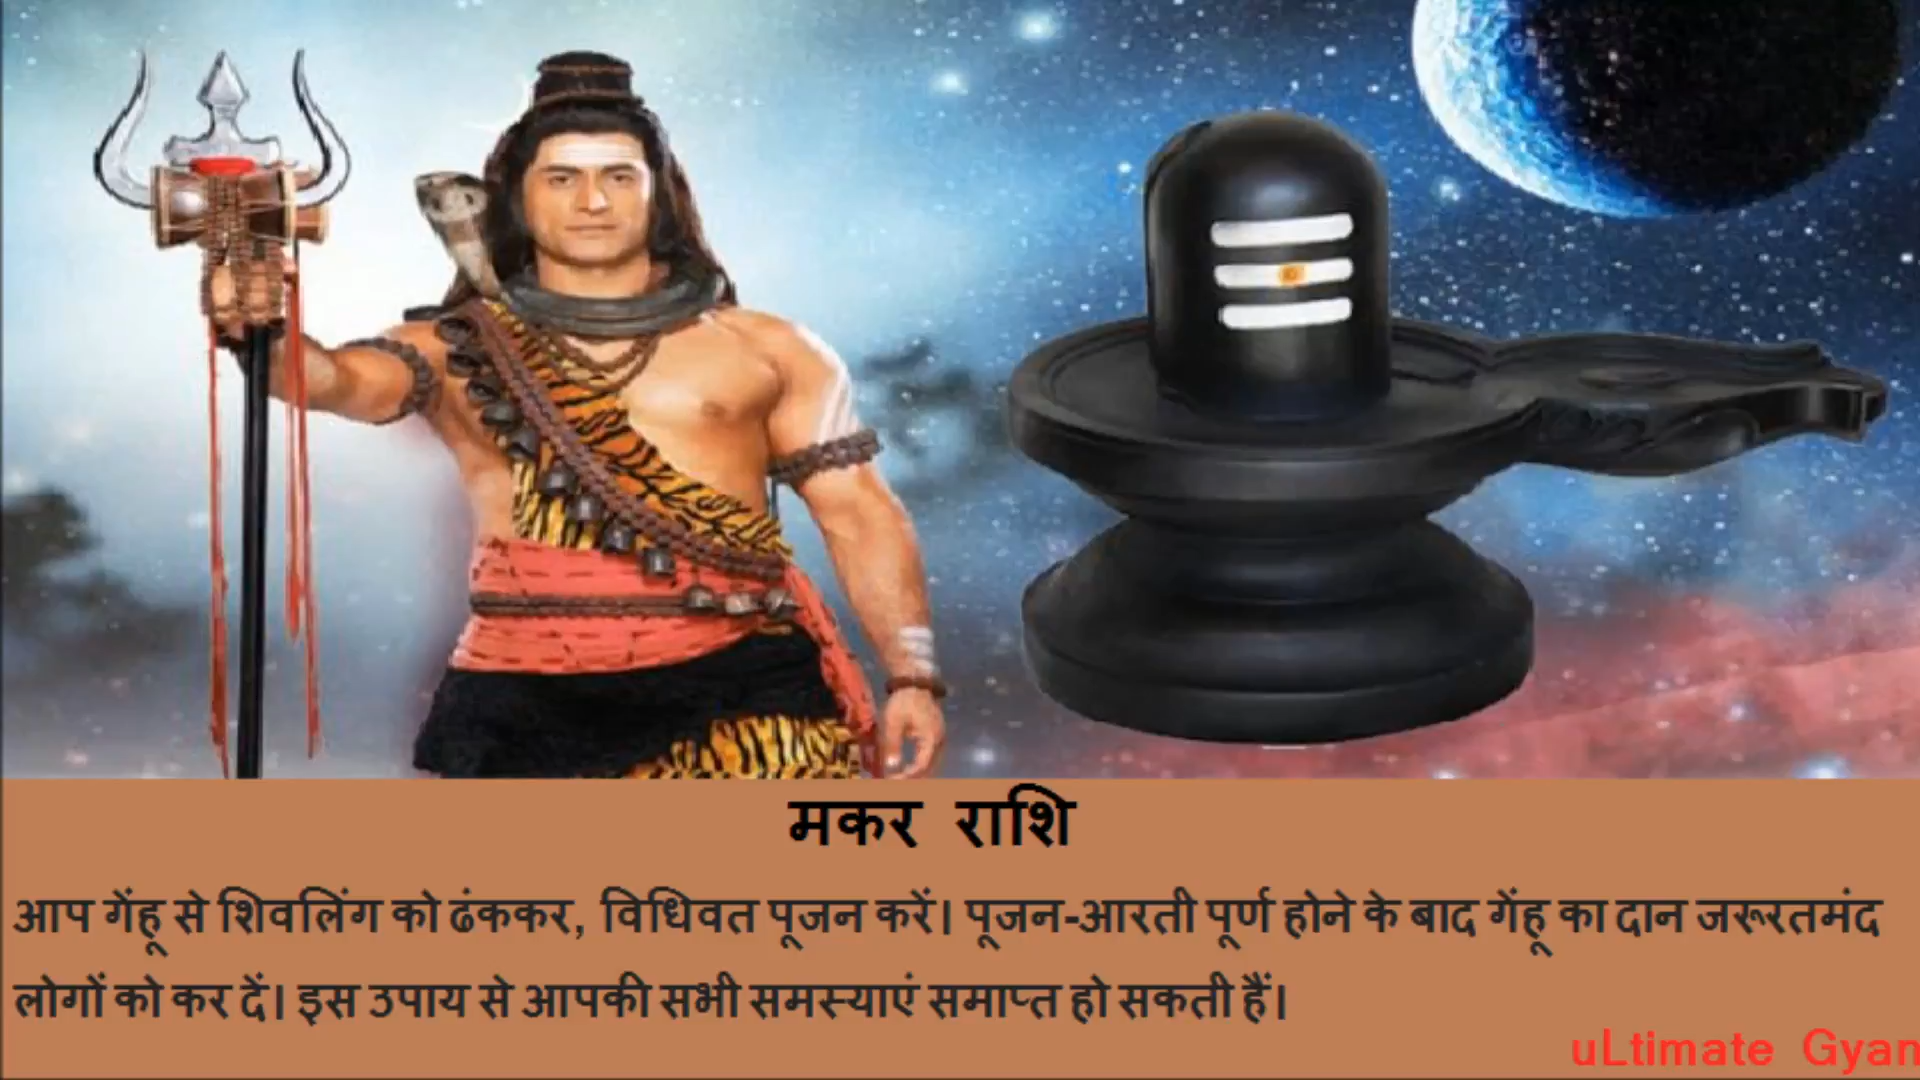 मकर राशि
आप गेंहू से शिवलिंग को ढंककर, विधिवत पूजन करें। पूजन-आरती पूर्ण होने के बाद गेंहू का दान जरूरतमंद
लोगों को कर दें। इस उपाय से आपकी सभी समस्याएं समाप्त हो सकती हैं।
uLtimate Gyan